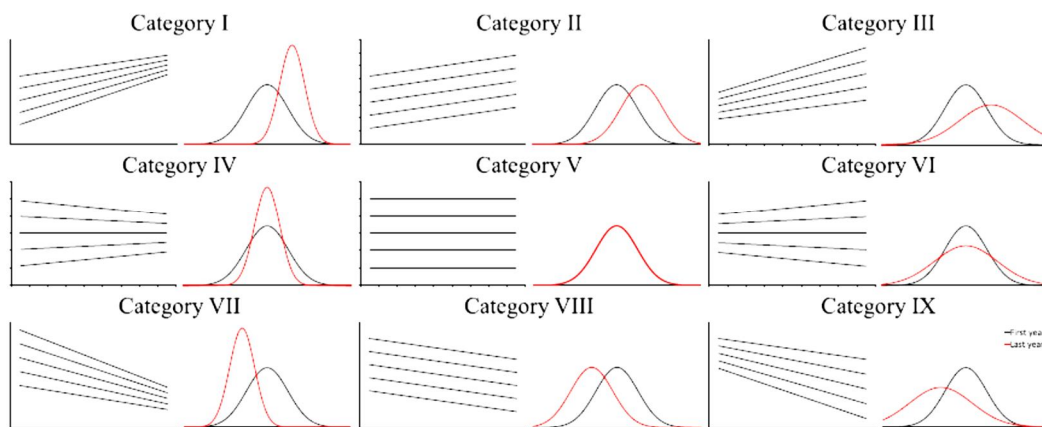 Category I
Category II
Category III
Category IV
Category V
Category VI
Category VII
Category VIII
Category IX
First year
Last year